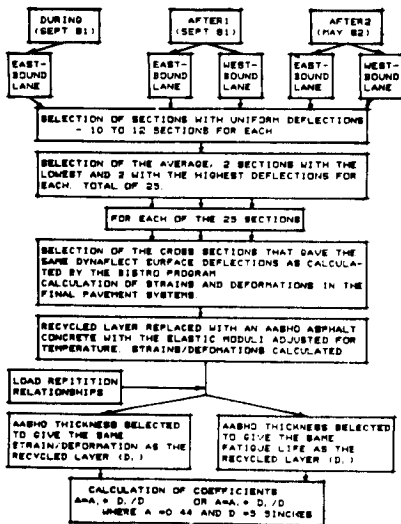 DURING
(SEPT 81)
AFTER1
(SEPT 81)
AFTER2
(MAY 82)
EAST-
BOUND
LANE
EAST-
BOUND
LANE
WEST-
BOUND
LANE
EAST-
BOUND
LANE
WEST-
BOUND
LANE
SELECTION OF SECTIONS WITH UNIFORM DEFLECTIONS
- 10 TO 12 SECTIONS FOR EACH
SELECTION OF THE AVERAGE, 2 SECTIONS WITH THE
LOWEST AND 2 WITH THE HIGHEST DEFLECTIONS FOR
EACH. TOTAL OF 25.
FOR EACH OF THE 25 SECTIONS
SELECTION OF THE CROSS SECTIONS THAT GAVE THE
SAME DYNAFLECT SURFACE DEFLECTIONS AS CALCULA-
TED BY THE BISTRO PROGRAM
CALCULATION OF STRAINS AND DEFORMATIONS IN THE
FINAL PAVEMENT SYSTEMS.
RECYCLED LAYER REPLACED WITH AN AASHO ASPHALT
CONCRETE WITH THE ELASTIC MODULI ADJUSTED FOR
TEMPERATURE. STRAINS/DEFOMATIONS CALCULATED
LOAD REPITITION
RELATIONSHIPS
AASHO THICKNESS SELECTED
TO GIVE THE SAME
STRAIN/DEFORMATION AS THE
RECYCLED LAYER (D.)
AASHO THICKNESS SELECTED
TO GIVE THE SAME
FATIGUE LIFE AS THE
RECYCLED LAYER (D.)
CALCULATION OF COEFFICIENTS
A=A. * D./D OR A=A. * D./D
WHERE A =0.44 AND D =5.5INCHES